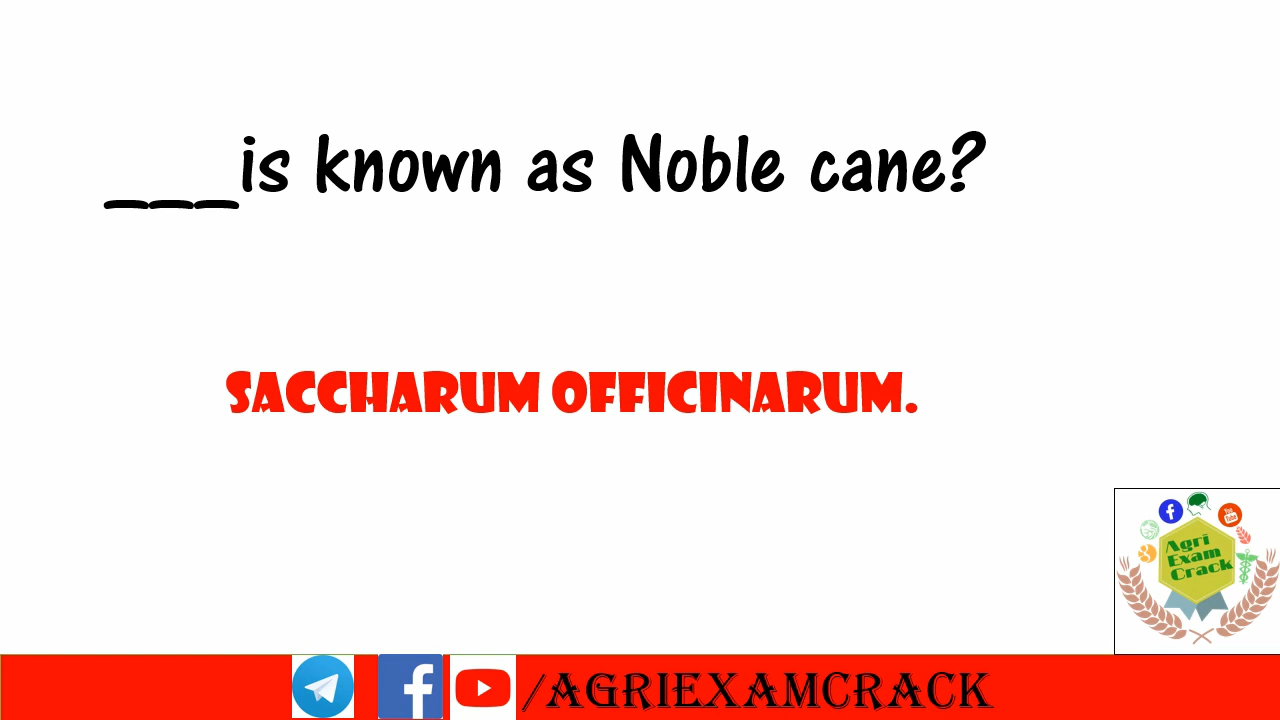 ___is known as Noble cane?
SACCHARUM OFFICINARUM.
Agri
Exam
Crack
/AGRIEXAMCRACK